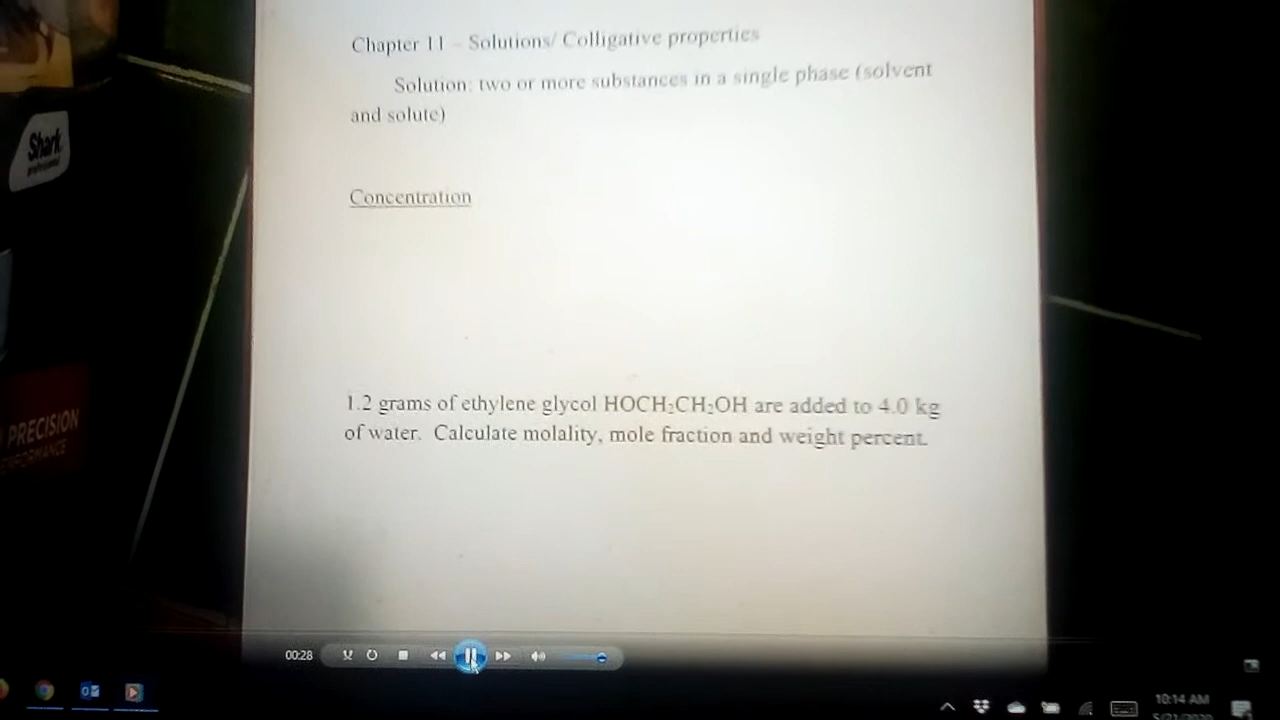 Chapter 11 – Solutions/ Colligative properties
Solution: two or more substances in a single phase (solvent
and solute)
Concentration
1.2 grams of ethylene glycol HOCH₂CH₂OH are added to 4.0 kg
of water. Calculate molality, mole fraction and weight percent.
Shark
PRECISION
00:28
10:14 AM